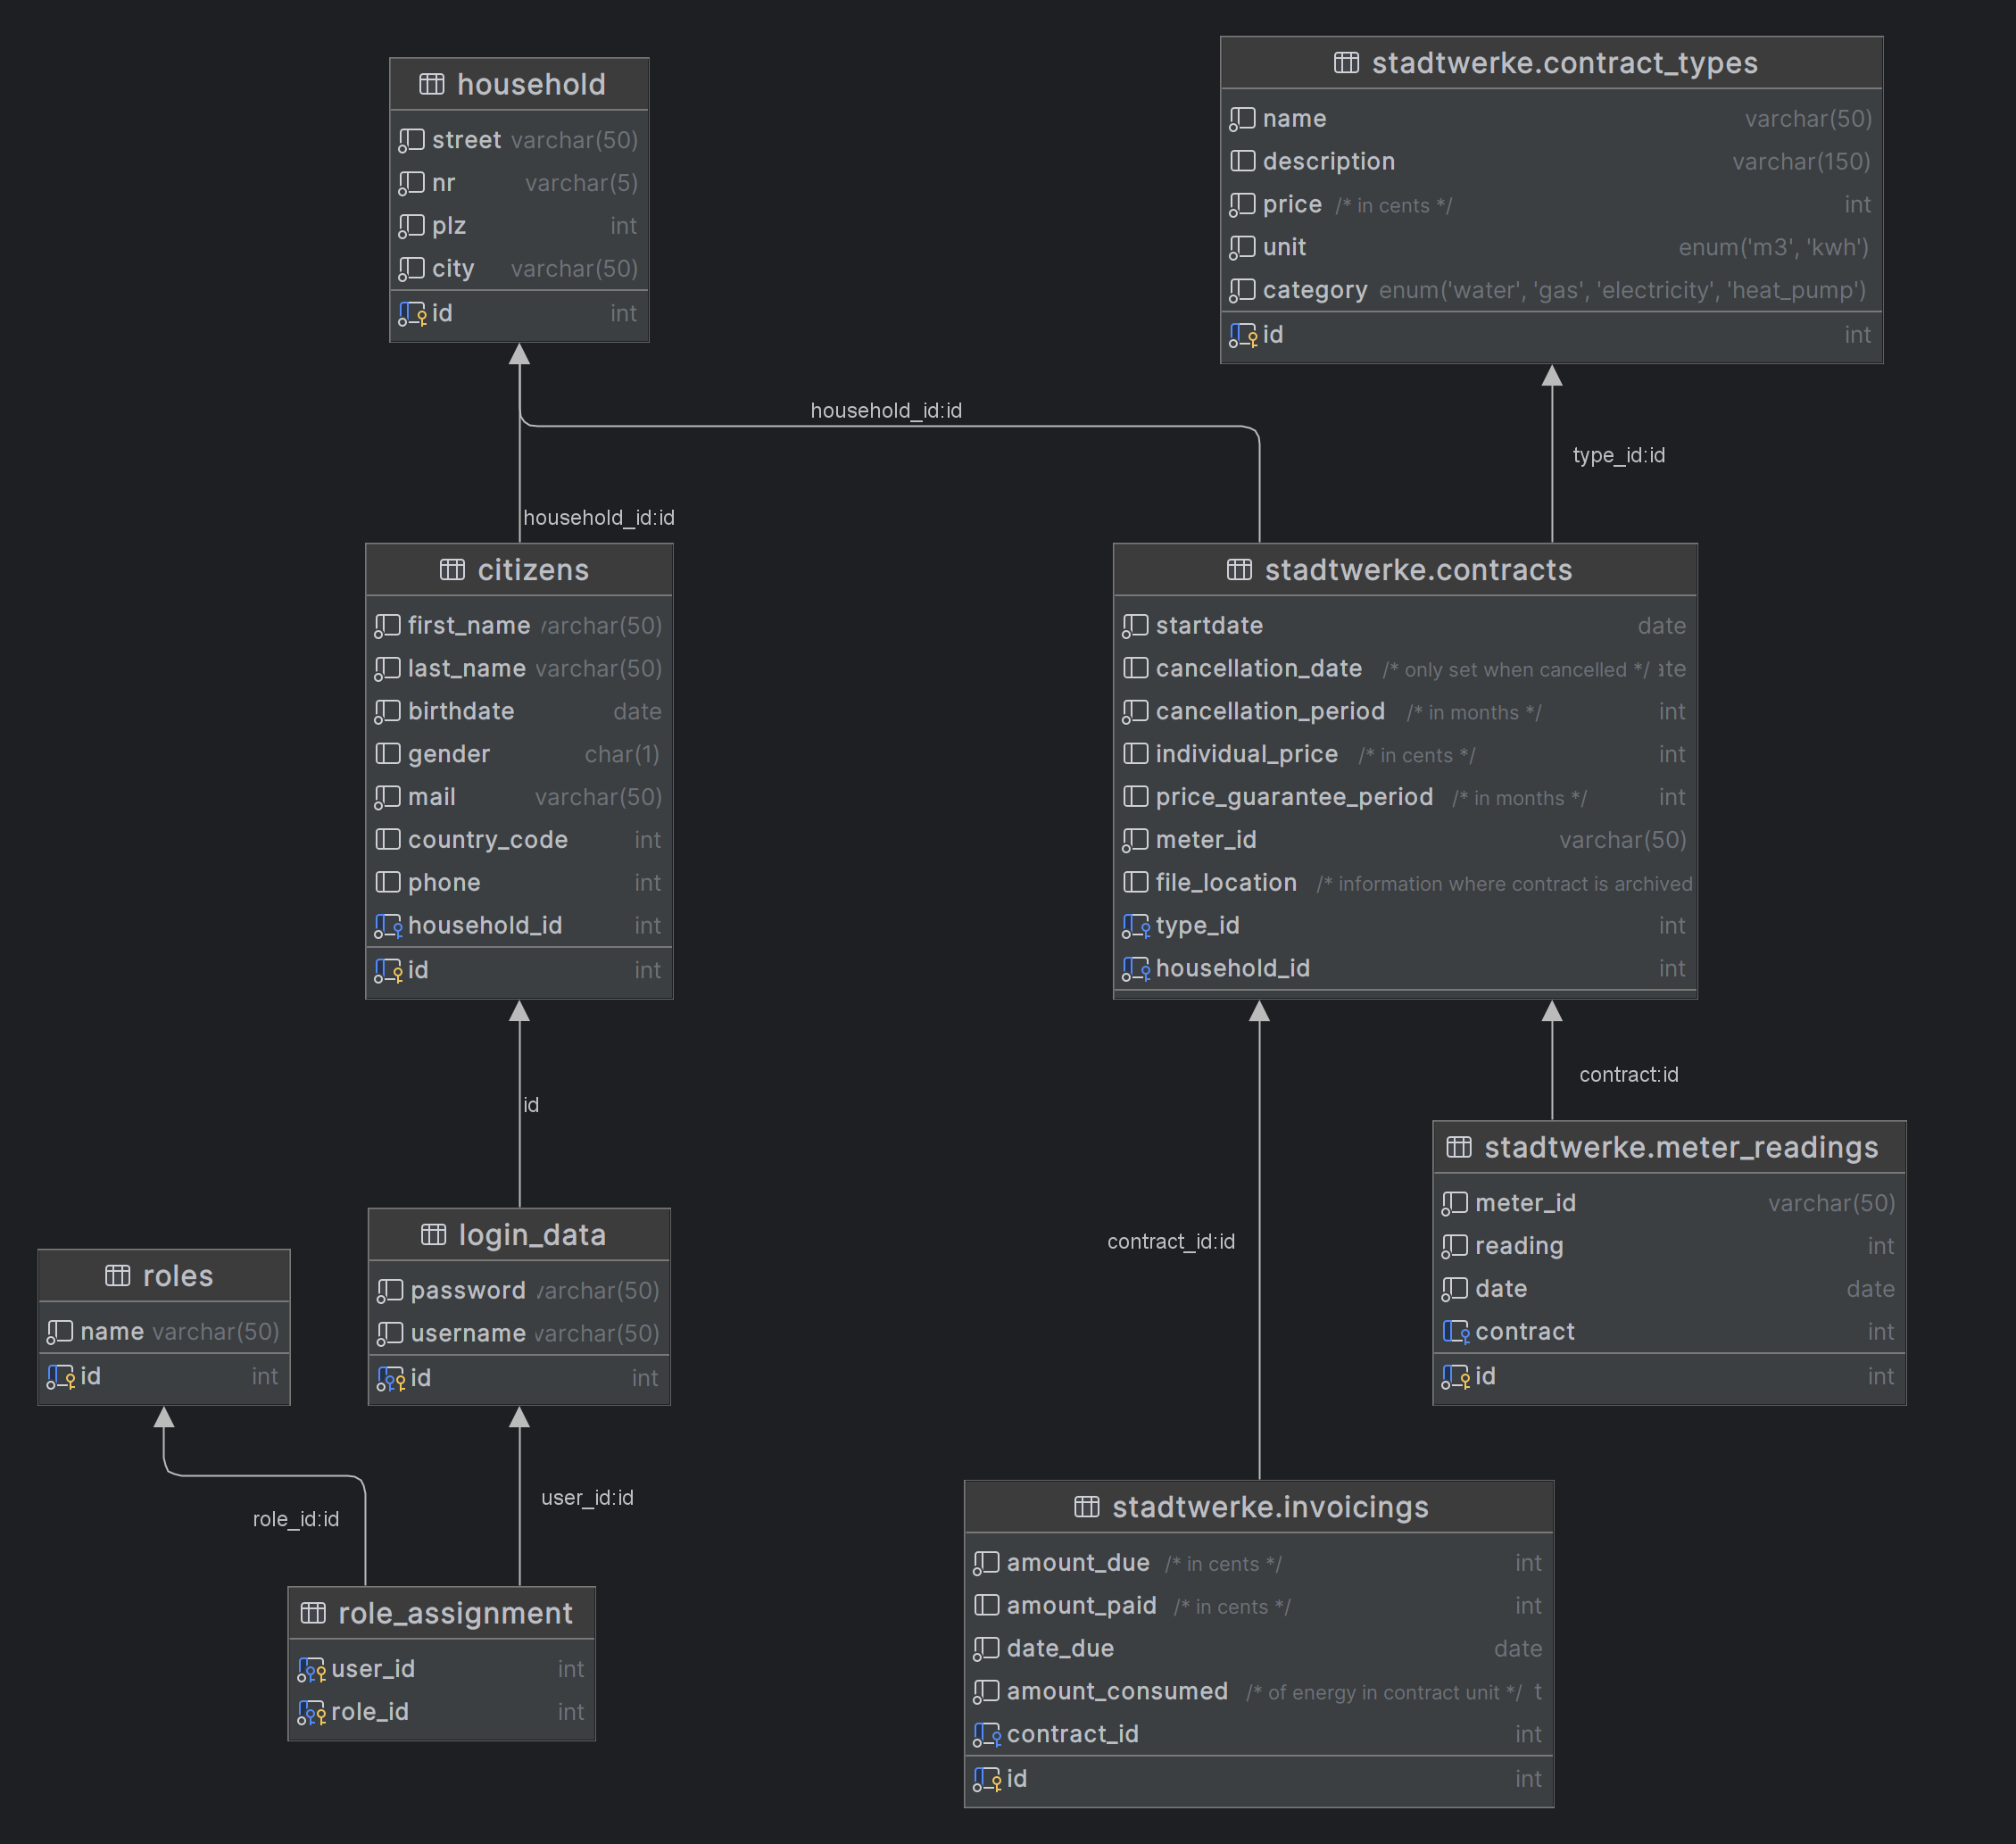 household
street varchar(50)
nr varchar(5)
plz int
city varchar(50)
id int
stadtwerke.contract_types
name varchar(50)
description varchar(150)
price /* in cents */ int
unit enum('m3', 'kwh')
category enum('water', 'gas', 'electricity', 'heat_pump')
id int
household_id:id
type_id:id
household_id:id
citizens
first_name varchar(50)
last_name varchar(50)
birthdate date
gender char(1)
mail varchar(50)
country_code int
phone int
household_id int
id int
stadtwerke.contracts
startdate date
cancellation_date /* only set when cancelled */ ate
cancellation_period /* in months */ int
individual_price /* in cents */ int
price_guarantee_period /* in months */ int
meter_id varchar(50)
file_location /* information where contract is archived
type_id int
household_id int
id
contract:id
contract_id:id
stadtwerke.meter_readings
meter_id varchar(50)
reading int
date date
contract int
id int
login_data
password varchar(50)
username varchar(50)
id int
roles
name varchar(50)
id int
role_id:id
user_id:id
role_assignment
user_id int
role_id int
stadtwerke.invoicings
amount_due /* in cents */ int
amount_paid /* in cents */ int
date_due date
amount_consumed /* of energy in contract unit */ t
contract_id int
id int